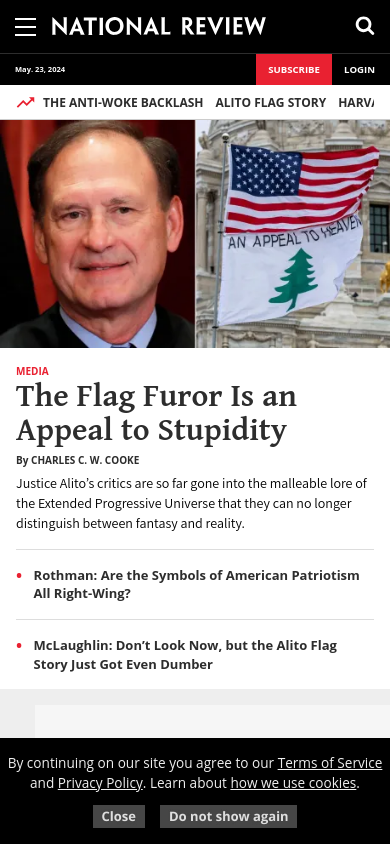 NATIONAL REVIEW
May. 23, 2024
SUBSCRIBE
LOGIN
THE ANTI-WOKE BACKLASH ALITO FLAG STORY HARVA
AN APPEAL TO HEAVEN
MEDIA
The Flag Furor Is an
Appeal to Stupidity
By CHARLES C. W. COOKE
Justice Alito’s critics are so far gone into the malleable lore of
the Extended Progressive Universe that they can no longer
distinguish between fantasy and reality.
Rothman: Are the Symbols of American Patriotism
All Right-Wing?
McLaughlin: Don’t Look Now, but the Alito Flag
Story Just Got Even Dumber
By continuing on our site you agree to our Terms of Service
and Privacy Policy. Learn about how we use cookies.
Close
Do not show again